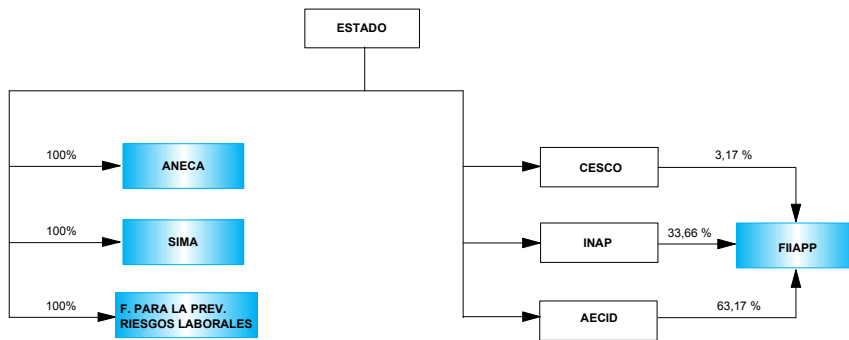 ESTADO
100%
ANECA
CESCO
3,17 %
100%
SIMA
INAP
33,66 %
FIIAPP
100%
F. PARA LA PREV.
RIESGOS LABORALES
AECID
63,17 %